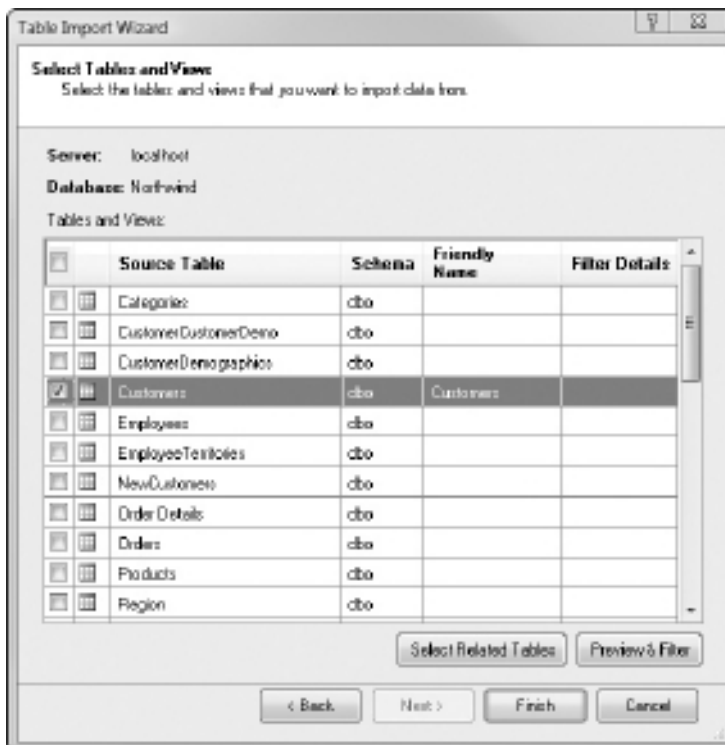 Table Import Wizard
Select Tables and Views
Select the tables and views that you want to import data from.
Server: localhost
Database: Northwind
Tables and Views:
Source Table Schema Friendly Name Filter Details
Categories dbo
CustomerCustomerDemo dbo
CustomerDemographics dbo
Customers dbo Customers
Employees dbo
EmployeeTerritories dbo
NewCustomers dbo
Order Details dbo
Orders dbo
Products dbo
Region dbo
Select Related Tables Preview & Filter
< Back Next > Finish Cancel